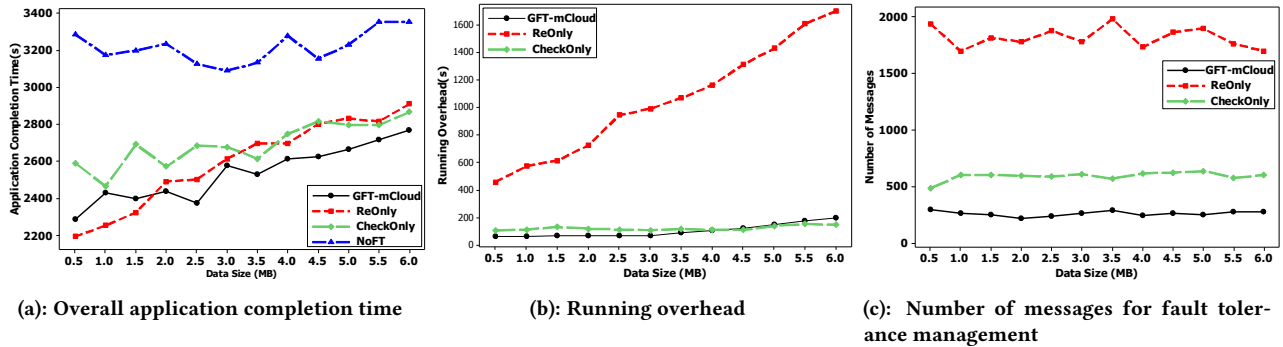 3400
3200
3000
2800
2600
2400
2200
Application Completion Time(s)
GFT-mCloud
ReOnly
CheckOnly
NoFT
0.5 1.0 1.5 2.0 2.5 3.0 3.5 4.0 4.5 5.0 5.5 6.0
Data Size (MB)
(a): Overall application completion time
1600
1400
1200
1000
800
600
400
200
0
Running Overhead(s)
GFT-mCloud
ReOnly
CheckOnly
0.5 1.0 1.5 2.0 2.5 3.0 3.5 4.0 4.5 5.0 5.5 6.0
Data Size (MB)
(b): Running overhead
2000
1500
1000
500
0
Number of Messages
GFT-mCloud
ReOnly
CheckOnly
0.5 1.0 1.5 2.0 2.5 3.0 3.5 4.0 4.5 5.0 5.5 6.0
Data Size (MB)
(c): Number of messages for fault toler-
ance management